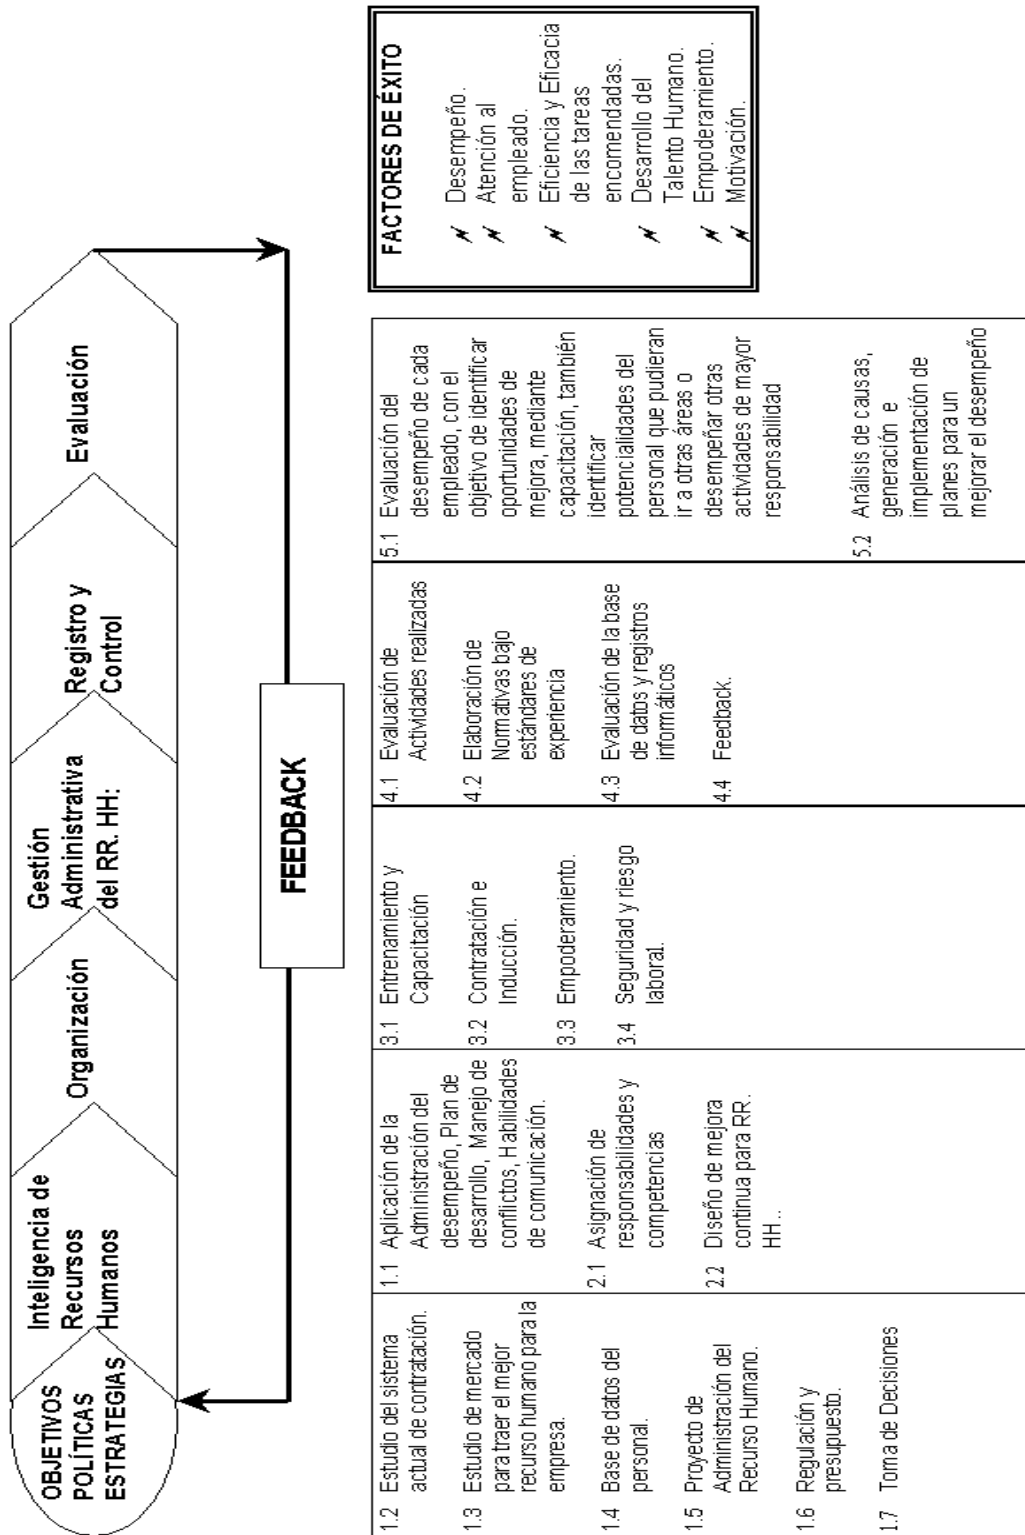 OBJETIVOS
POLÍTICAS
ESTRATEGIAS
Inteligencia de
Recursos
Humanos
Organización
Gestión
Administrativa
del RR. HH:
Registro y
Control
Evaluación
FEEDBACK
1.2 Estudio del sistema
actual de contratación.
1.3 Estudio de mercado
para traer el mejor
recurso humano para la
empresa.
1.4 Base de datos del
personal.
1.5 Proyecto de
Administración del
Recurso Humano.
1.6 Regulación y
presupuesto.
1.7 Toma de Decisiones
1.1 Aplicación de la
Administración del
desempeño, Plan de
desarrollo, Manejo de
conflictos, Habilidades
de comunicación.
2.1 Asignación de
responsabilidades y
competencias
2.2 Diseño de mejora
continua para RR.
HH..
3.1 Entrenamiento y
Capacitación
3.2 Contratación e
Inducción.
3.3 Empoderamiento.
3.4 Seguridad y riesgo
laboral.
4.1 Evaluación de
Actividades realizadas
4.2 Elaboración de
Normativas bajo
estándares de
experiencia
4.3 Evaluación de la base
de datos y registros
informáticos
4.4 Feedback.
5.1 Evaluación del
desempeño de cada
empleado, con el
objetivo de identificar
oportunidades de
mejora, mediante
capacitación, también
identificar
potencialidades del
personal que pudieran
ir a otras áreas o
desempeñar otras
actividades de mayor
responsabilidad
5.2 Análisis de causas,
generación e
implementación de
planes para un
mejorar el desempeño
FACTORES DE ÉXITO
Desempeño.
Atención al
empleado.
Eficiencia y Eficacia
de las tareas
encomendadas.
Desarrollo del
Talento Humano.
Empoderamiento.
Motivación.